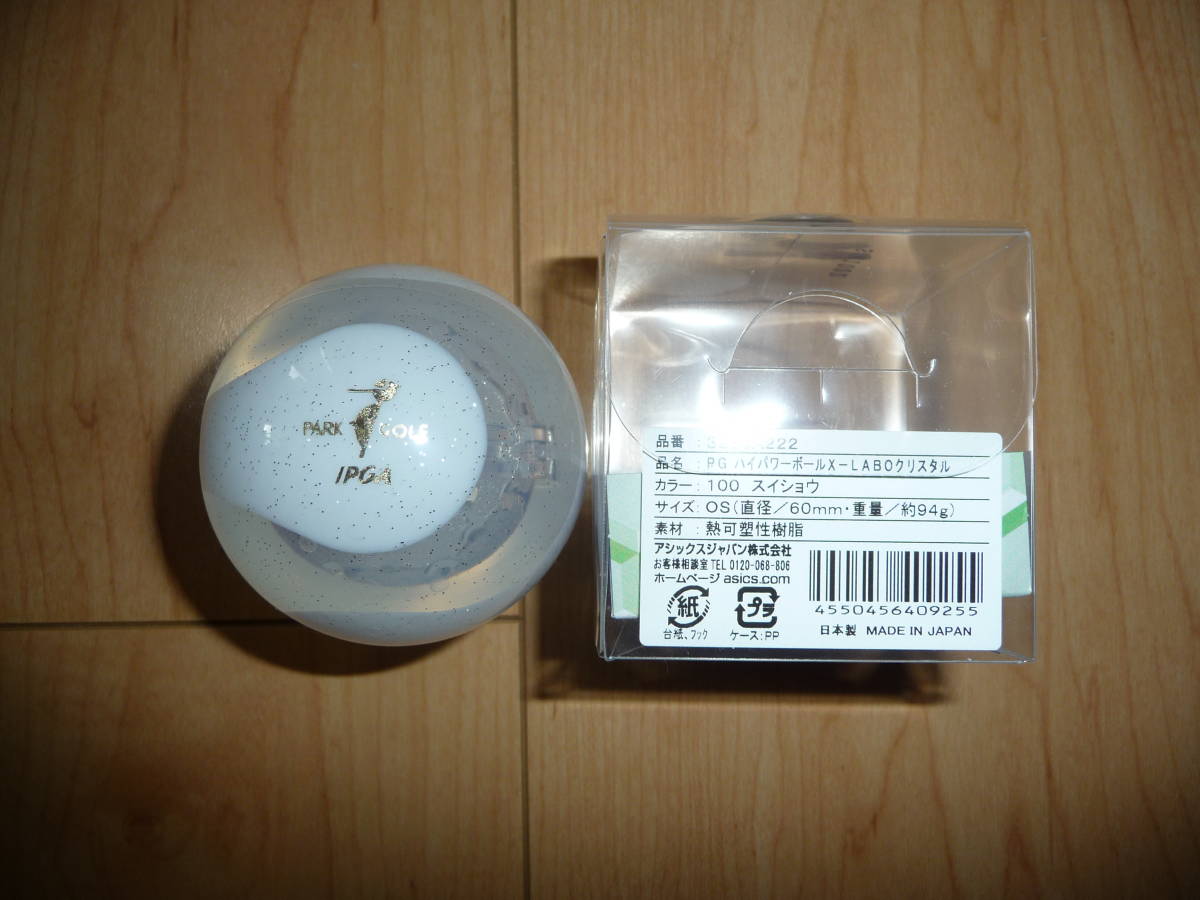 PARK GOLF
IPGA
品番 :
品名 : PG ハイパワーボールX-LABOクリスタル
カラー : 100 スイショウ
サイズ : OS(直径/60mm・重量/約94g)
素材 : 熱可塑性樹脂
アシックスジャパン株式会社
お客様相談室TEL 0120-068-806
ホームページ asics.com
紙
プラ
台紙、フック
ケース:PP
4550456409255
日本製 MADE IN JAPAN